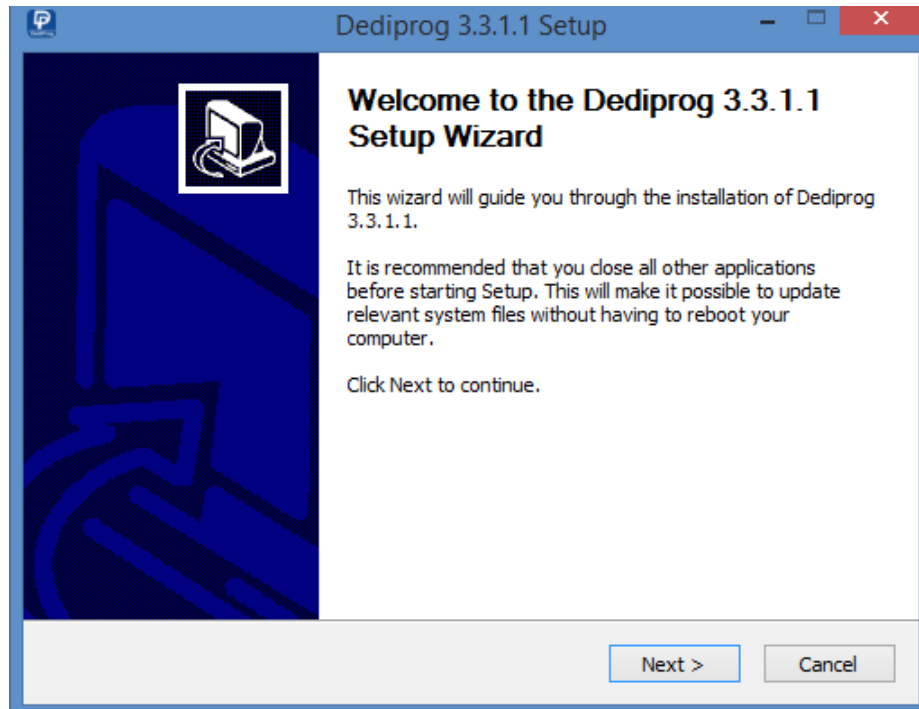 Dediprog 3.3.1.1 Setup
Welcome to the Dediprog 3.3.1.1
Setup Wizard
This wizard will guide you through the installation of Dediprog
3.3.1.1.
It is recommended that you close all other applications
before starting Setup. This will make it possible to update
relevant system files without having to reboot your
computer.
Click Next to continue.
Next >
Cancel